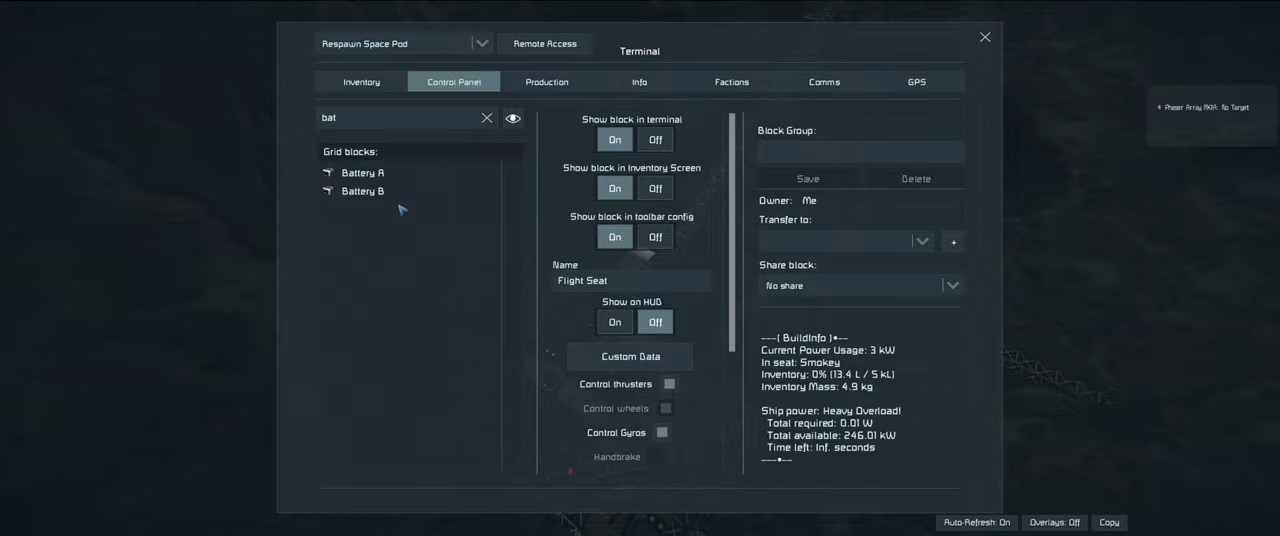 Respawn Space Pod
Remote Access
Terminal
Inventory
Control Panel
Production
Info
Factions
Comms
GPS
bat
Grid blocks:
Battery A
Battery B
Show block in terminal
On Off
Show block in Inventory Screen
On Off
Show block in toolbar config
On Off
Name
Flight Seat
Show on HUD
On Off
Custom Data
Control thrusters
Control wheels
Control Gyros
Handbrake
Block Group:
Save Delete
Owner: Me
Transfer to:
+
Share block:
No share
---( BuildInfo )•--
Current Power Usage: 3 kW
In seat: Smokey
Inventory: 0% (13.4 L / 5 kL)
Inventory Mass: 4.9 kg
Ship power: Heavy Overload!
Total required: 0.01 W
Total available: 246.01 kW
Time left: Inf. seconds
---•--
Phaser Array MK1A: No Target
Auto-Refresh: On
Overlays: Off
Copy